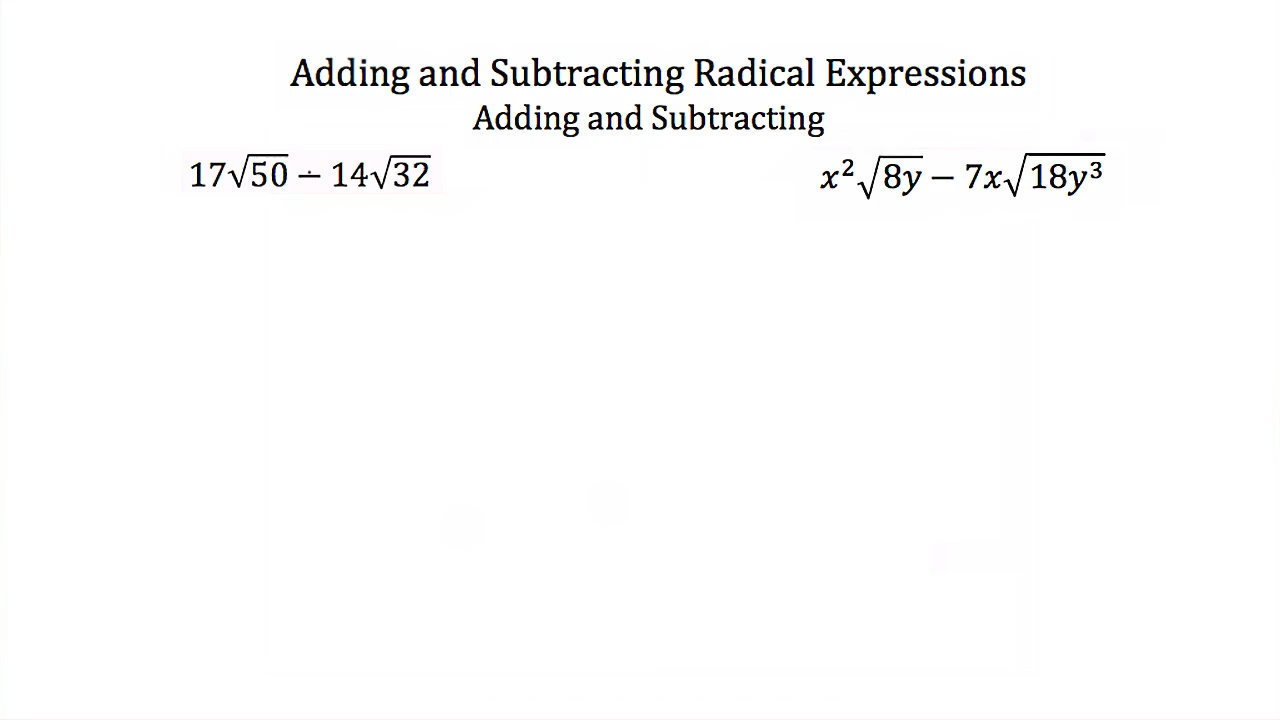 Adding and Subtracting Radical Expressions
Adding and Subtracting
17√50 − 14√32
x²√8y − 7x√18y³